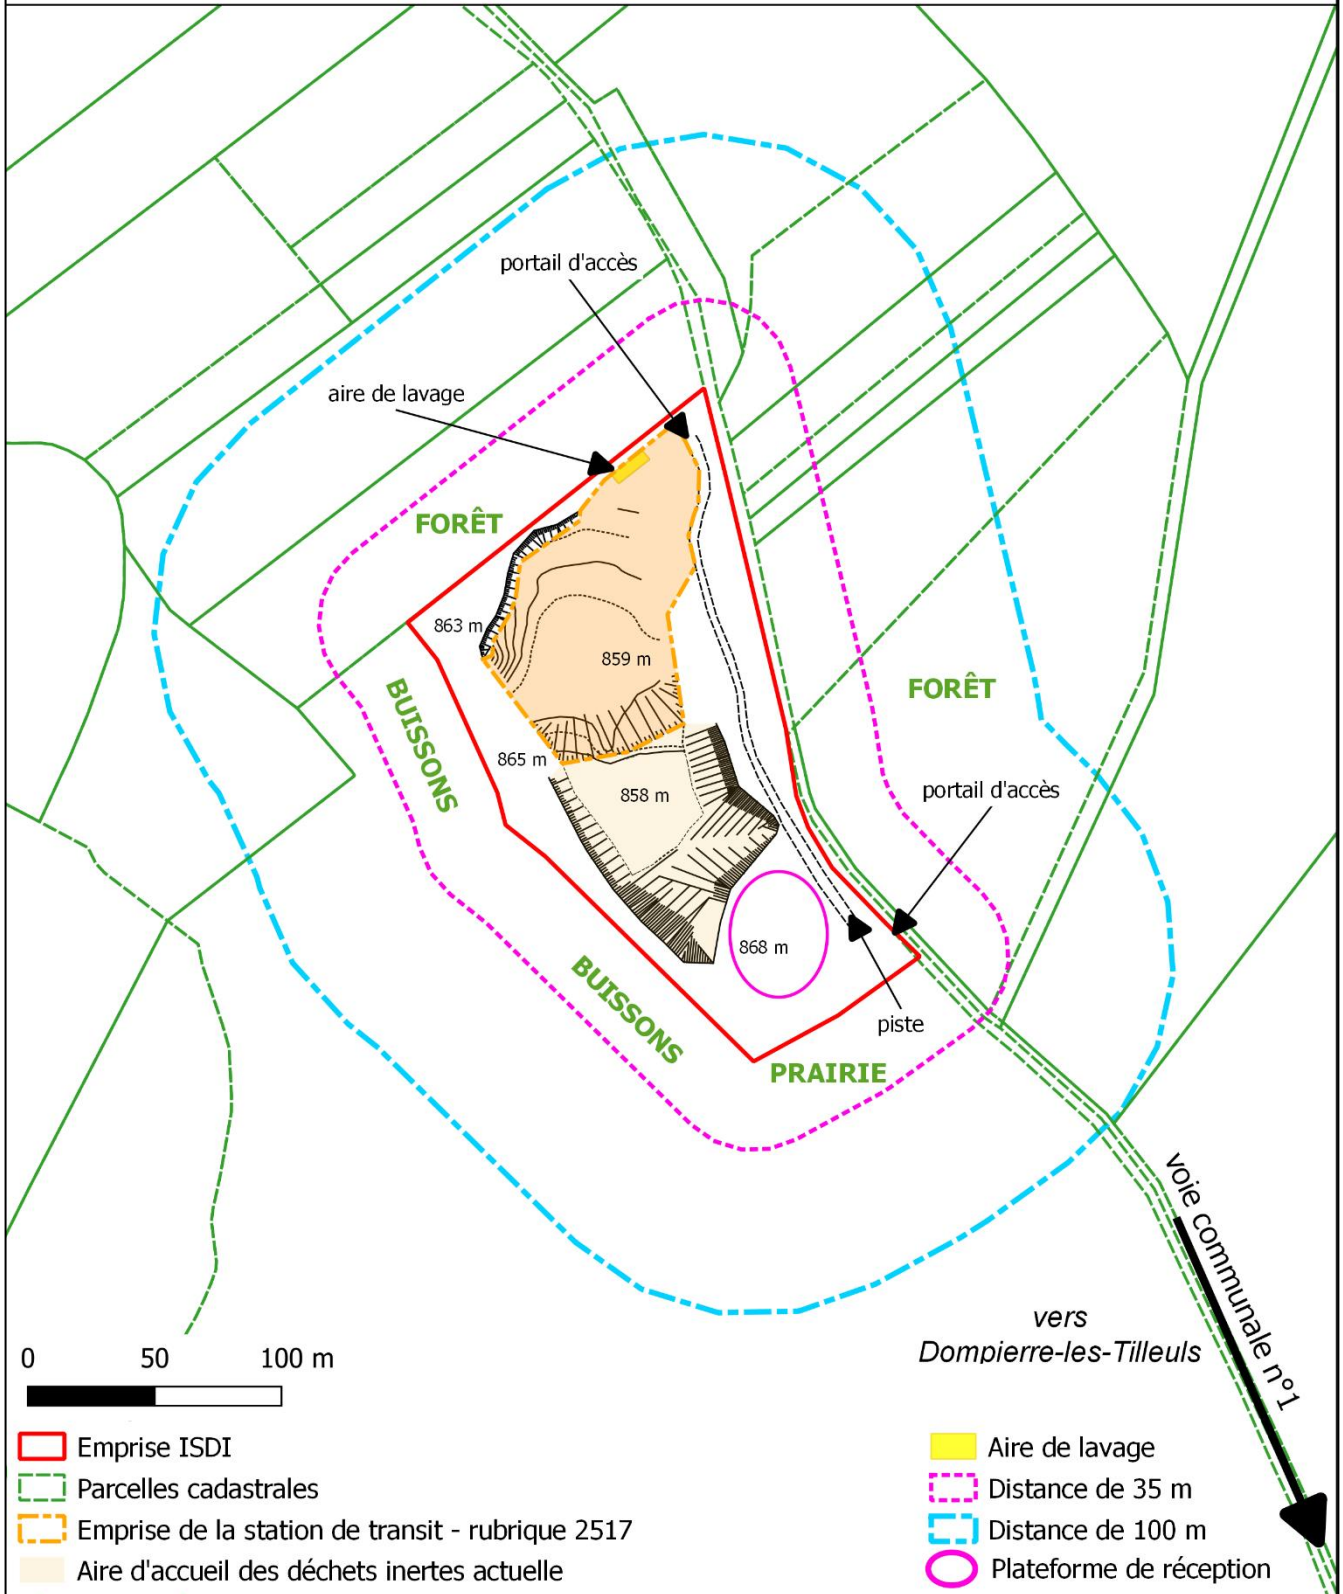 portail d'accès
aire de lavage
FORÊT
863 m
859 m
BUISSONS
FORÊT
865 m
858 m
portail d'accès
868 m
BUISSONS
piste
PRAIRIE
voie communale n°1
vers
Dompierre-les-Tilleuls
0 50 100 m
Emprise ISDI
Parcelles cadastrales
Emprise de la station de transit - rubrique 2517
Aire d'accueil des déchets inertes actuelle
Aire de lavage
Distance de 35 m
Distance de 100 m
Plateforme de réception